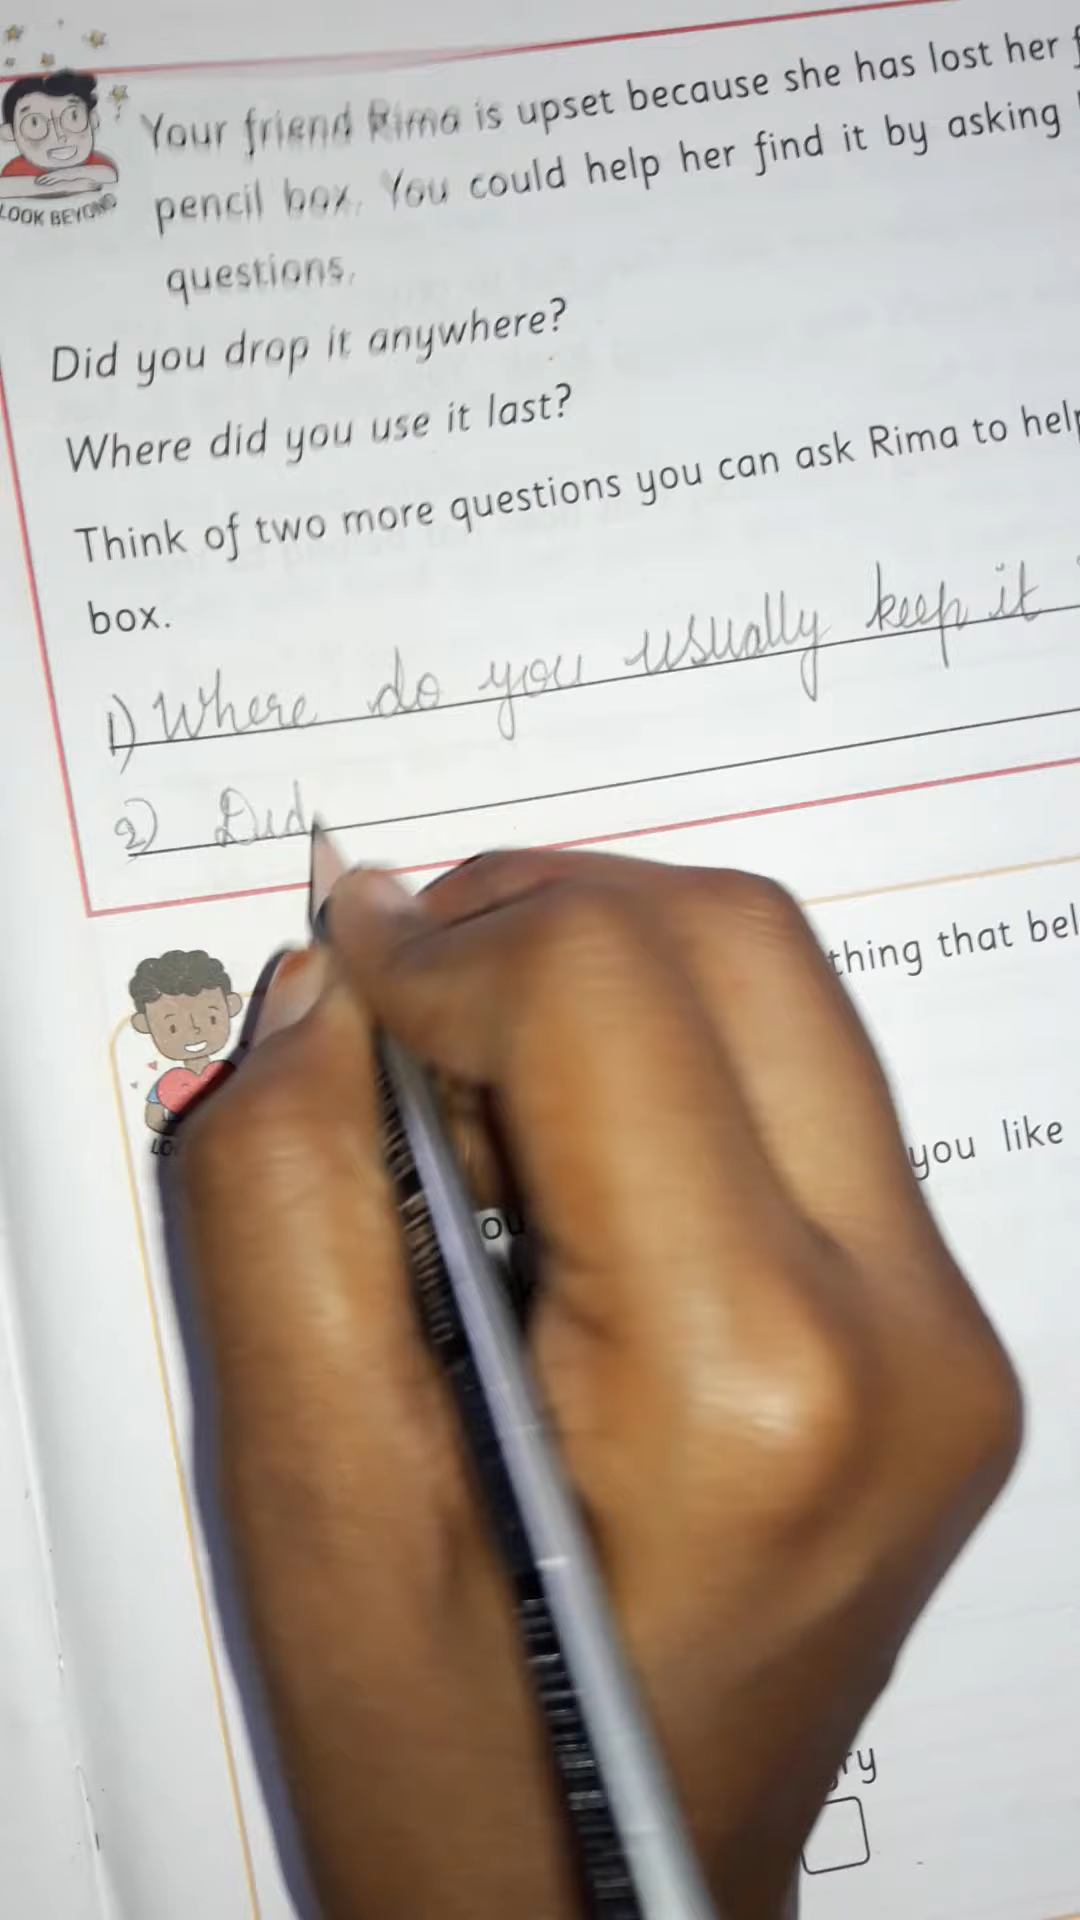 Your friend Rima is upset because she has lost her
LOOK BEYOND
pencil box. You could help her find it by asking
questions.
Did you drop it anywhere?
Where did you use it last?
Think of two more questions you can ask Rima to help
box.
1) Where do you usually keep it
2) Did
thing that bel
you like
ou
ry